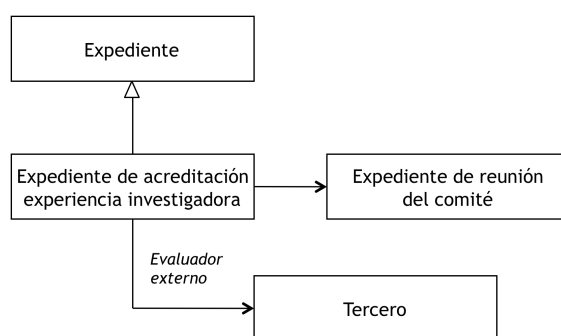 Expediente
Expediente de acreditación
experiencia investigadora
Expediente de reunión
del comité
Evaluador
externo
Tercero